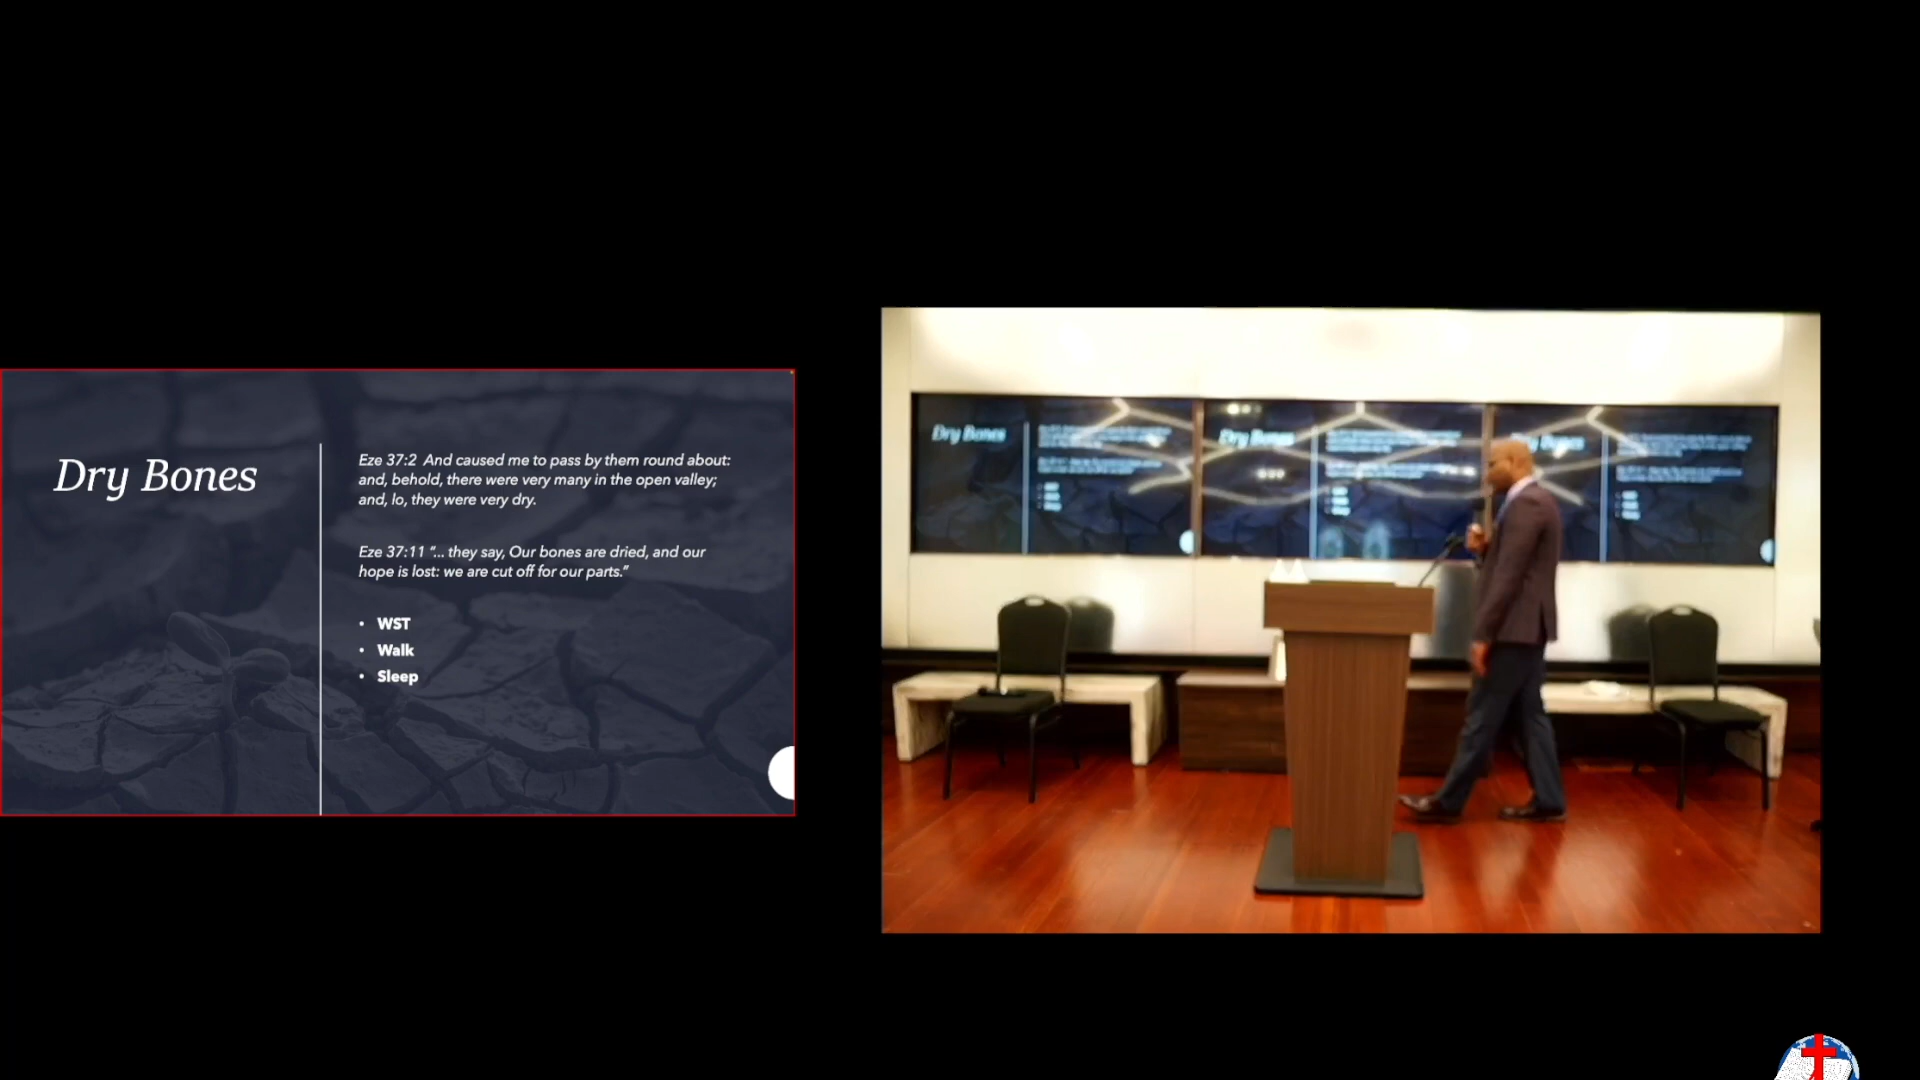 Dry Bones
Eze 37:2 And caused me to pass by them round about:
and, behold, there were very many in the open valley;
and, lo, they were very dry.
Eze 37:11 "... they say, Our bones are dried, and our
hope is lost: we are cut off for our parts."
• WST
• Walk
• Sleep
Dry Bones
Dry Bones